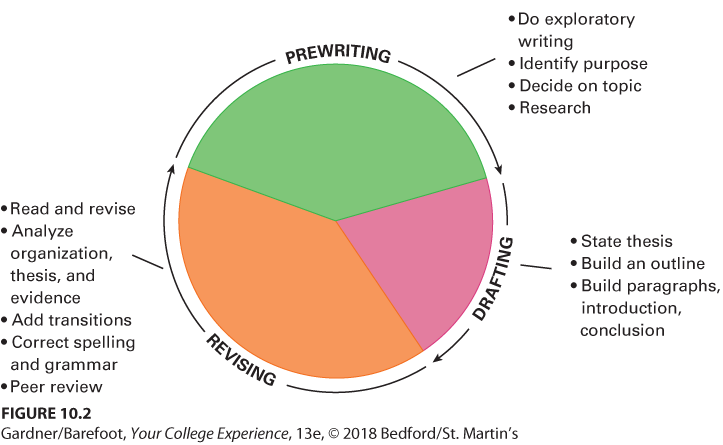 PREWRITING
• Do exploratory
writing
• Identify purpose
• Decide on topic
• Research
DRAFTING
• State thesis
• Build an outline
• Build paragraphs,
introduction,
conclusion
REVISING
• Read and revise
• Analyze
organization,
thesis, and
evidence
• Add transitions
• Correct spelling
and grammar
• Peer review
FIGURE 10.2
Gardner/Barefoot, Your College Experience, 13e, © 2018 Bedford/St. Martin's